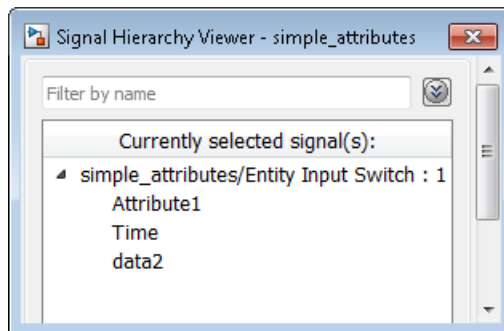 Signal Hierarchy Viewer - simple_attributes
Filter by name
Currently selected signal(s):
simple_attributes/Entity Input Switch : 1
Attribute1
Time
data2